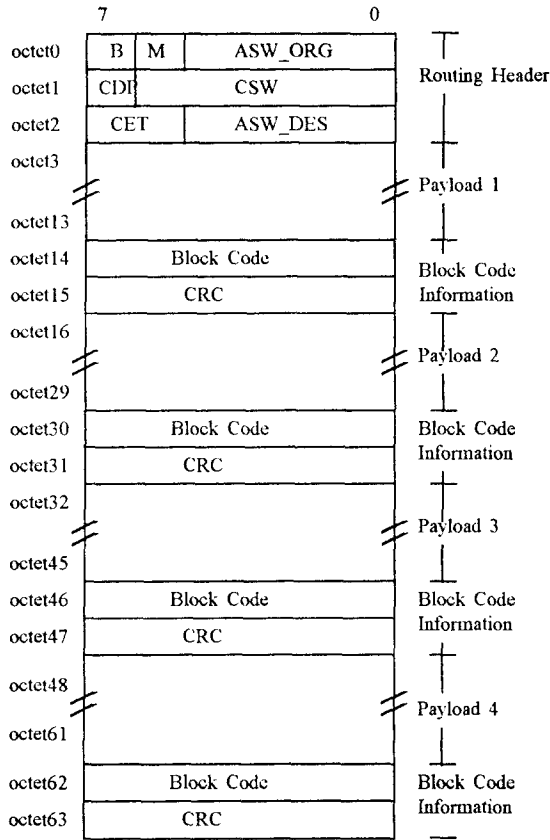 7 0
octet0 B M ASW_ORG
Routing Header
octet1 CDP CSW
octet2 CET ASW_DES
octet3
Payload 1
octet13
octet14 Block Code
Block Code
Information
octet15 CRC
octet16
Payload 2
octet29
octet30 Block Code
Block Code
Information
octet31 CRC
octet32
Payload 3
octet45
octet46 Block Code
Block Code
Information
octet47 CRC
octet48
Payload 4
octet61
octet62 Block Code
Block Code
Information
octet63 CRC